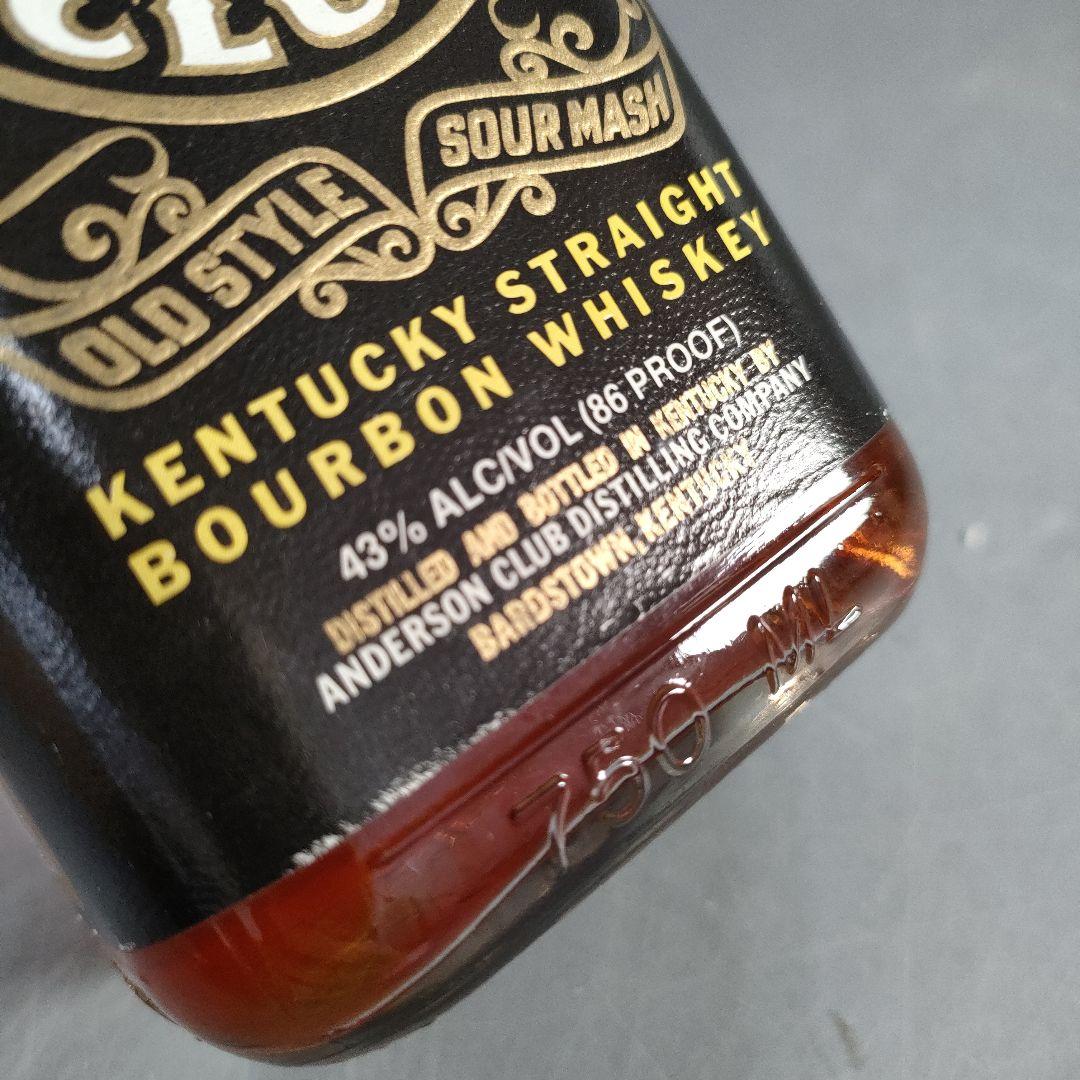 CLU
OLD STYLE
SOUR MASH
KENTUCKY STRAIGHT
BOURBON WHISKEY
43% ALC/VOL (86 PROOF)
DISTILLED AND BOTTLED IN KENTUCKY BY
ANDERSON CLUB DISTILLING COMPANY
BARDSTOWN, KENTUCKY
750 ML